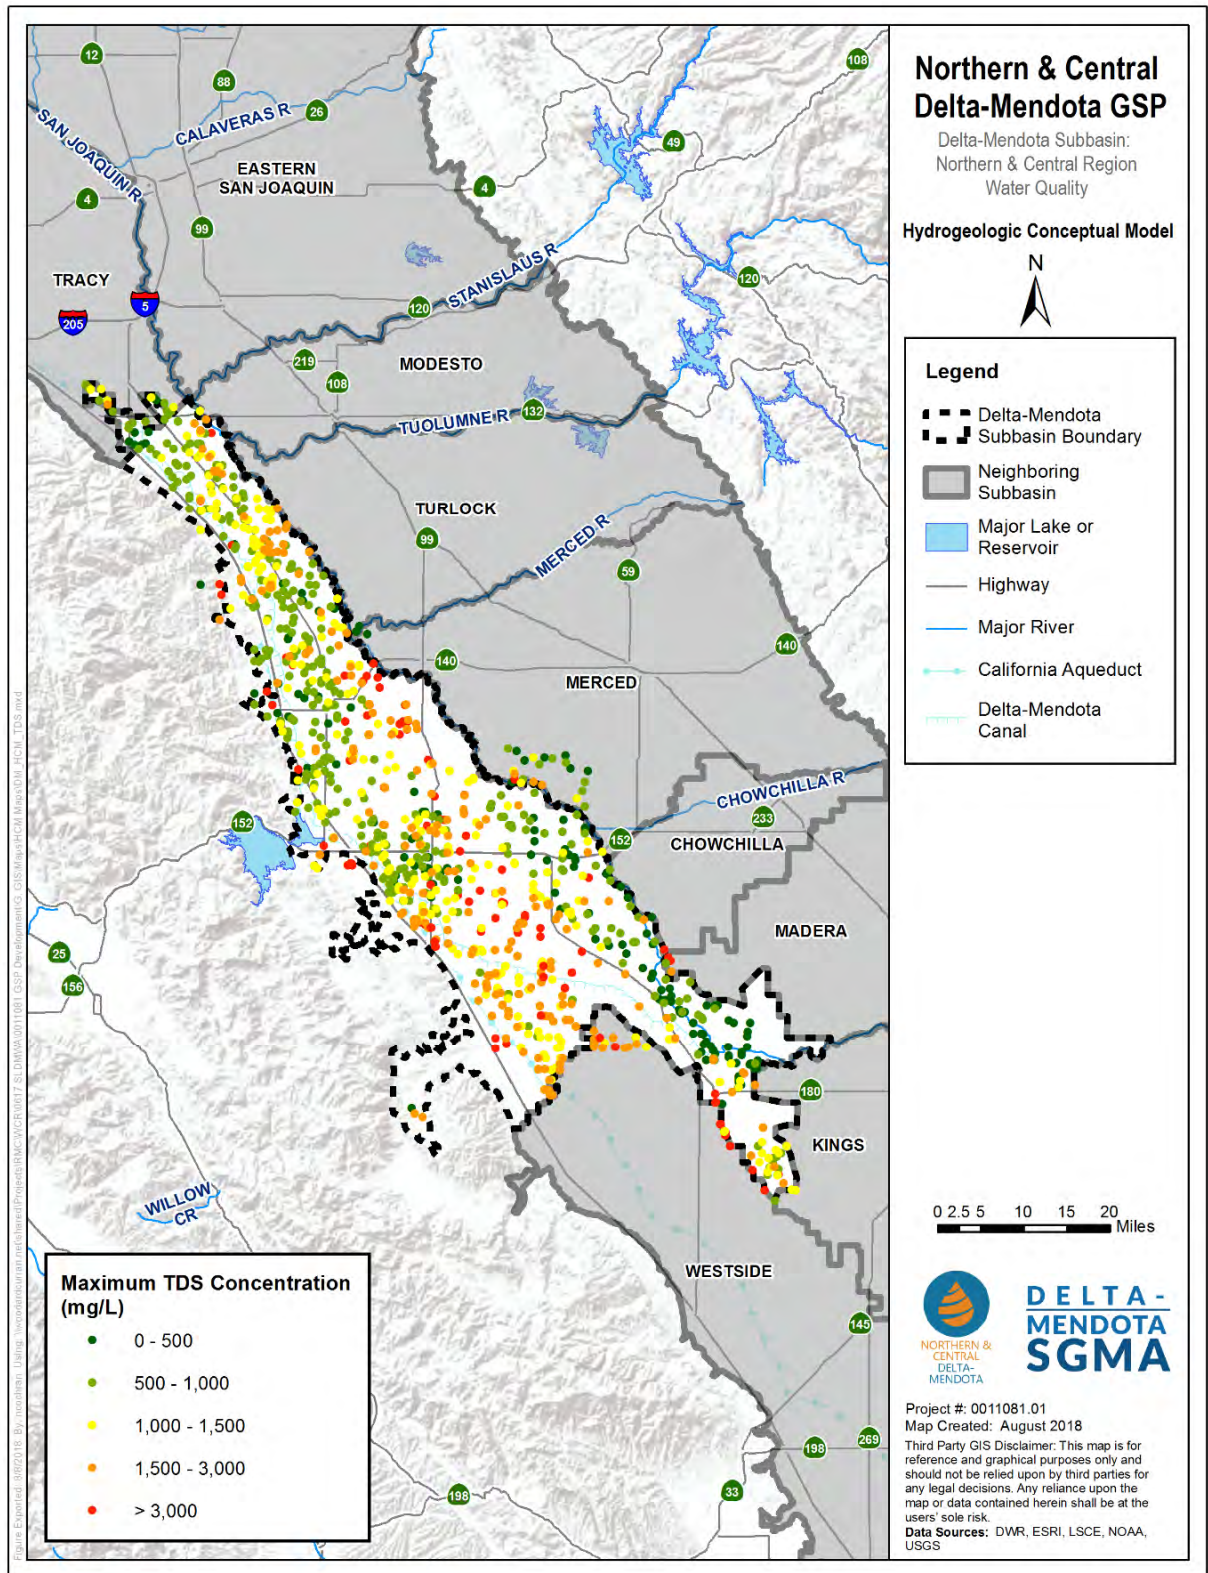 Northern & Central
Delta-Mendota GSP
Delta-Mendota Subbasin:
Northern & Central Region
Water Quality
Hydrogeologic Conceptual Model
N
Legend
Delta-Mendota
Subbasin Boundary
Neighboring
Subbasin
Major Lake or
Reservoir
Highway
Major River
California Aqueduct
Delta-Mendota
Canal
12
88
26
108
49
SAN JOAQUIN R
CALAVERAS R
EASTERN
SAN JOAQUIN
4
4
99
TRACY
5
205
STANISLAUS R
120
120
219
108
MODESTO
TUOLUMNE R
132
TURLOCK
99
MERCED R
59
140
140
MERCED
CHOWCHILLA R
233
152
152
CHOWCHILLA
MADERA
25
156
180
KINGS
WILLOW
CR
WESTSIDE
145
198
269
33
198
Maximum TDS Concentration
(mg/L)
0 - 500
500 - 1,000
1,000 - 1,500
1,500 - 3,000
> 3,000
0 2.5 5 10 15 20
Miles
NORTHERN &
CENTRAL
DELTA-
MENDOTA
DELTA-
MENDOTA
SGMA
Project #: 0011081.01
Map Created: August 2018
Third Party GIS Disclaimer: This map is for
reference and graphical purposes only and
should not be relied upon by third parties for
any legal decisions. Any reliance upon the
map or data contained herein shall be at the
users' sole risk.
Data Sources: DWR, ESRI, LSCE, NOAA,
USGS